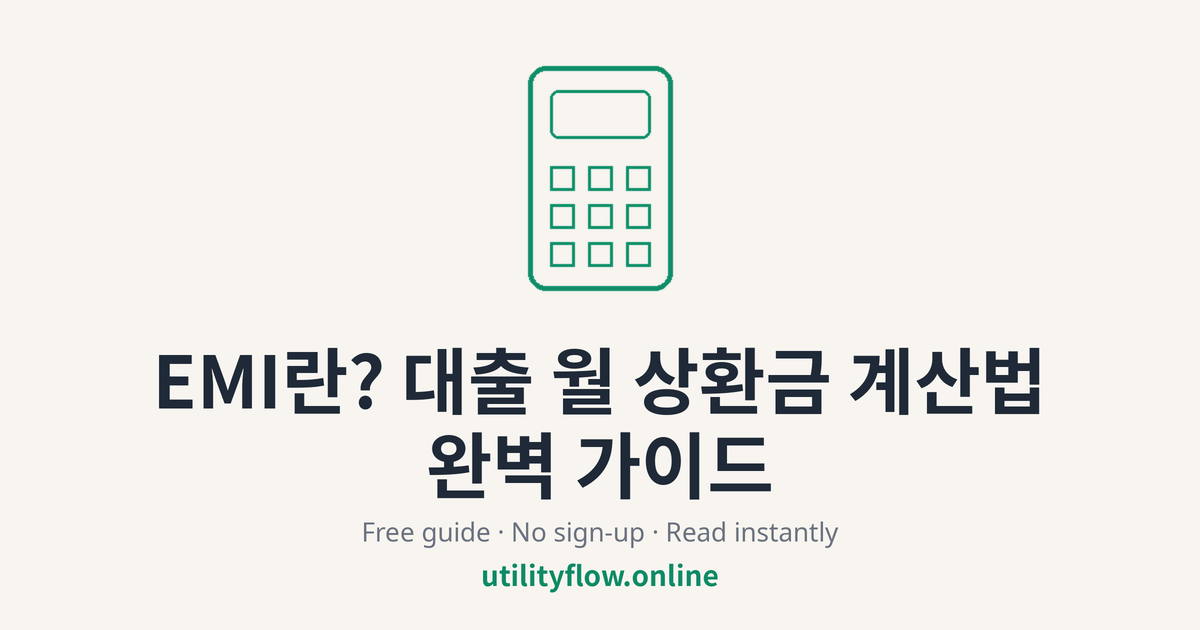 EMI란? 대출 월 상환금 계산법
완벽 가이드
Free guide · No sign-up · Read instantly
utilityflow.online